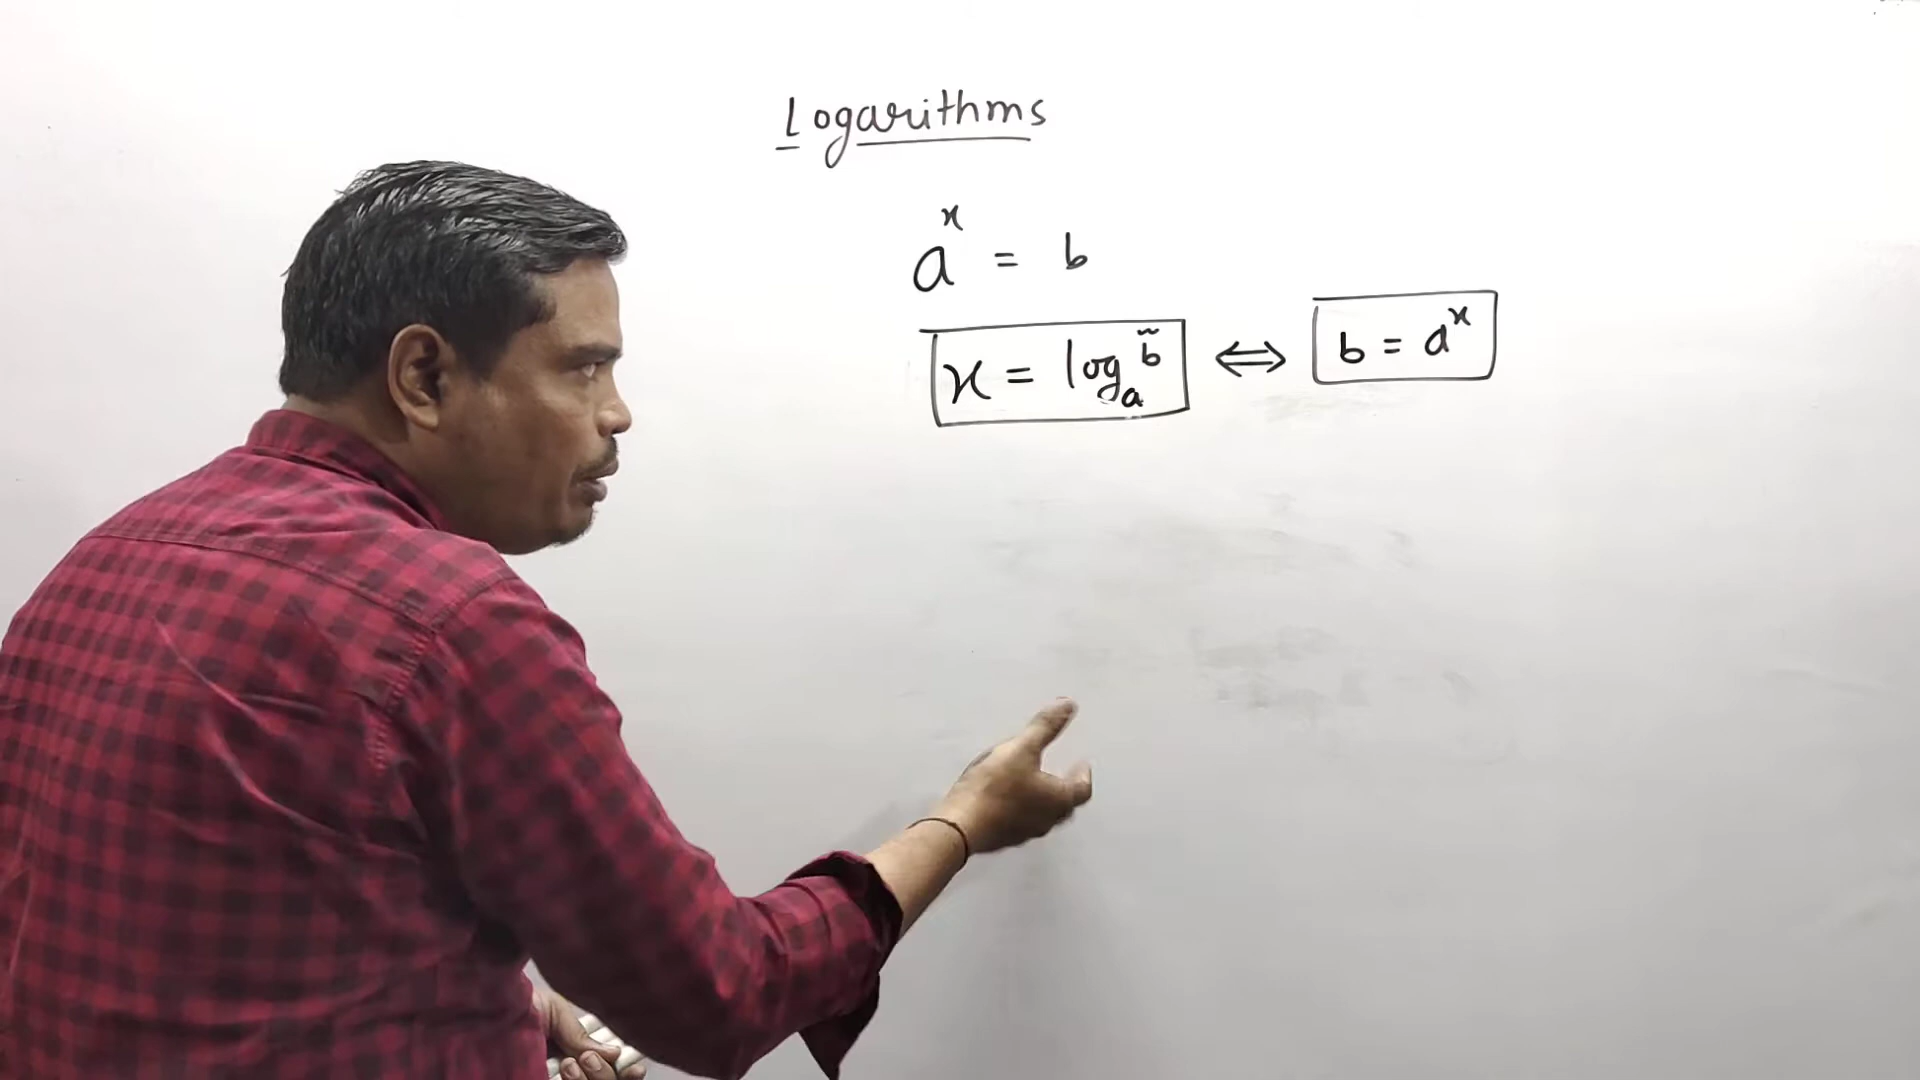 Logarithms
a^x = b
x = log_a b ⟺ b = a^x